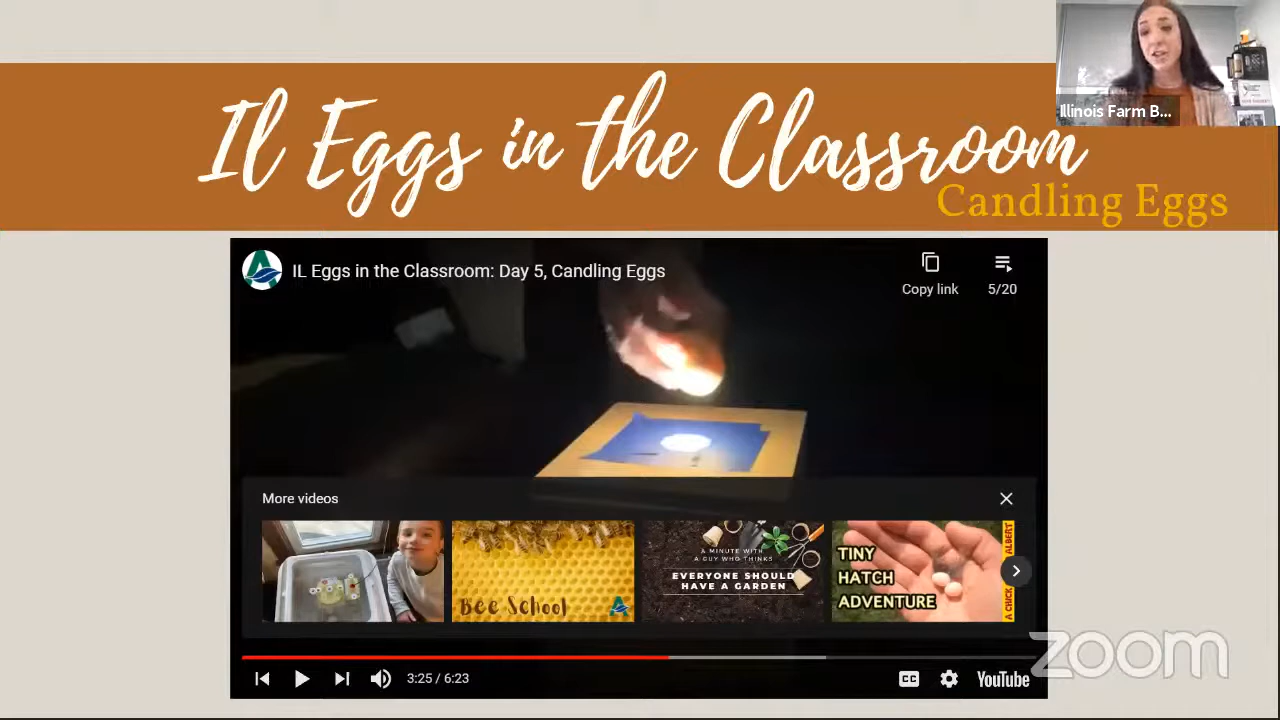 Illinois Farm B...
Il Eggs in the Classroom
Candling Eggs
IL Eggs in the Classroom: Day 5, Candling Eggs
Copy link
5/20
More videos
Bee School
A MINUTE WITH
A GUY WHO THINKS
EVERYONE SHOULD
HAVE A GARDEN
TINY
HATCH
ADVENTURE
A CHICK ALBERT
3:25 / 6:23
CC
YouTube
zoom